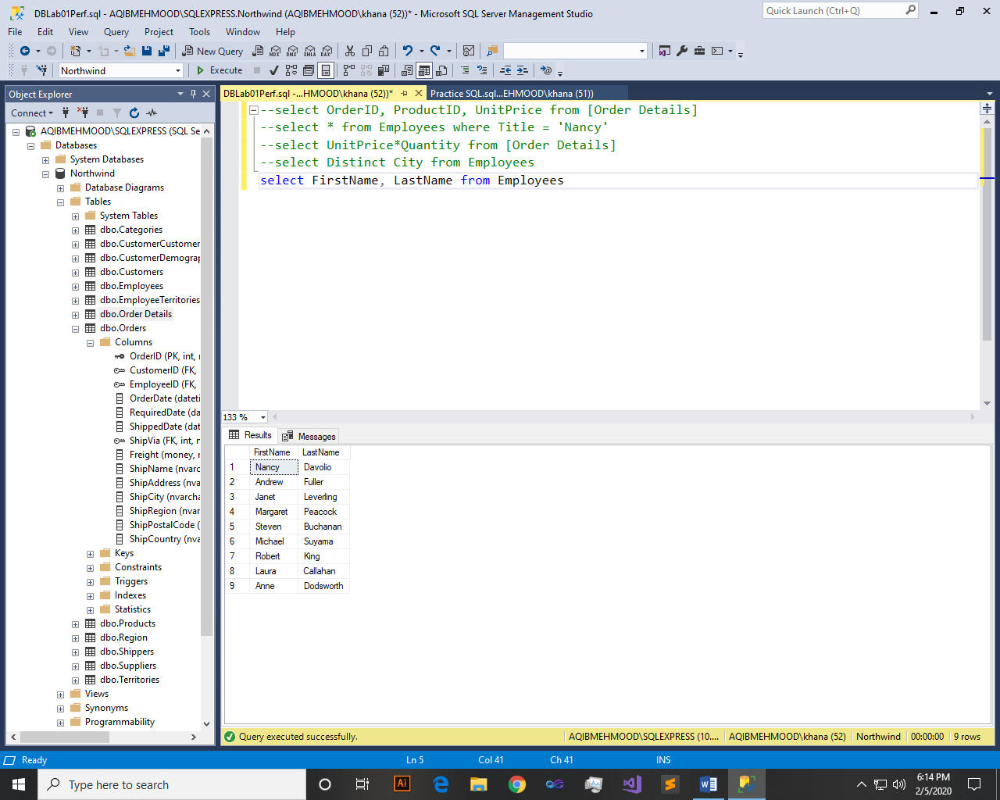 DBLab01Perf.sql - AQIBMEHMOOD\SQLEXPRESS.Northwind (AQIBMEHMOOD\khana (52))* - Microsoft SQL Server Management Studio
Quick Launch (Ctrl+Q)
File Edit View Query Project Tools Window Help
New Query
MDX DMX XMLA DAX
Northwind
Execute
Object Explorer
Connect
AQIBMEHMOOD\SQLEXPRESS (SQL Se
Databases
System Databases
Northwind
Database Diagrams
Tables
System Tables
dbo.Categories
dbo.CustomerCustomer
dbo.CustomerDemograp
dbo.Customers
dbo.Employees
dbo.EmployeeTerritories
dbo.Order Details
dbo.Orders
Columns
OrderID (PK, int, 
CustomerID (FK,
EmployeeID (FK,
OrderDate (dateti
RequiredDate (da
ShippedDate (dat
ShipVia (FK, int, n
Freight (money, 
ShipName (nvarc
ShipAddress (nva
ShipCity (nvarcha
ShipRegion (nvar
ShipPostalCode (
ShipCountry (nva
Keys
Constraints
Triggers
Indexes
Statistics
dbo.Products
dbo.Region
dbo.Shippers
dbo.Suppliers
dbo.Territories
Views
Synonyms
Programmability
DBLab01Perf.sql -...HMOOD\khana (52))* Practice SQL.sql...EHMOOD\khana (51))
--select OrderID, ProductID, UnitPrice from [Order Details]
--select * from Employees where Title = 'Nancy'
--select UnitPrice*Quantity from [Order Details]
--select Distinct City from Employees
select FirstName, LastName from Employees
133 %
Results Messages
FirstName LastName
1 Nancy Davolio
2 Andrew Fuller
3 Janet Leverling
4 Margaret Peacock
5 Steven Buchanan
6 Michael Suyama
7 Robert King
8 Laura Callahan
9 Anne Dodsworth
Query executed successfully. AQIBMEHMOOD\SQLEXPRESS (10.... AQIBMEHMOOD\khana (52) Northwind 00:00:00 9 rows
Ready Ln 5 Col 41 Ch 41 INS
Type here to search
Ai
6:14 PM
2/5/2020